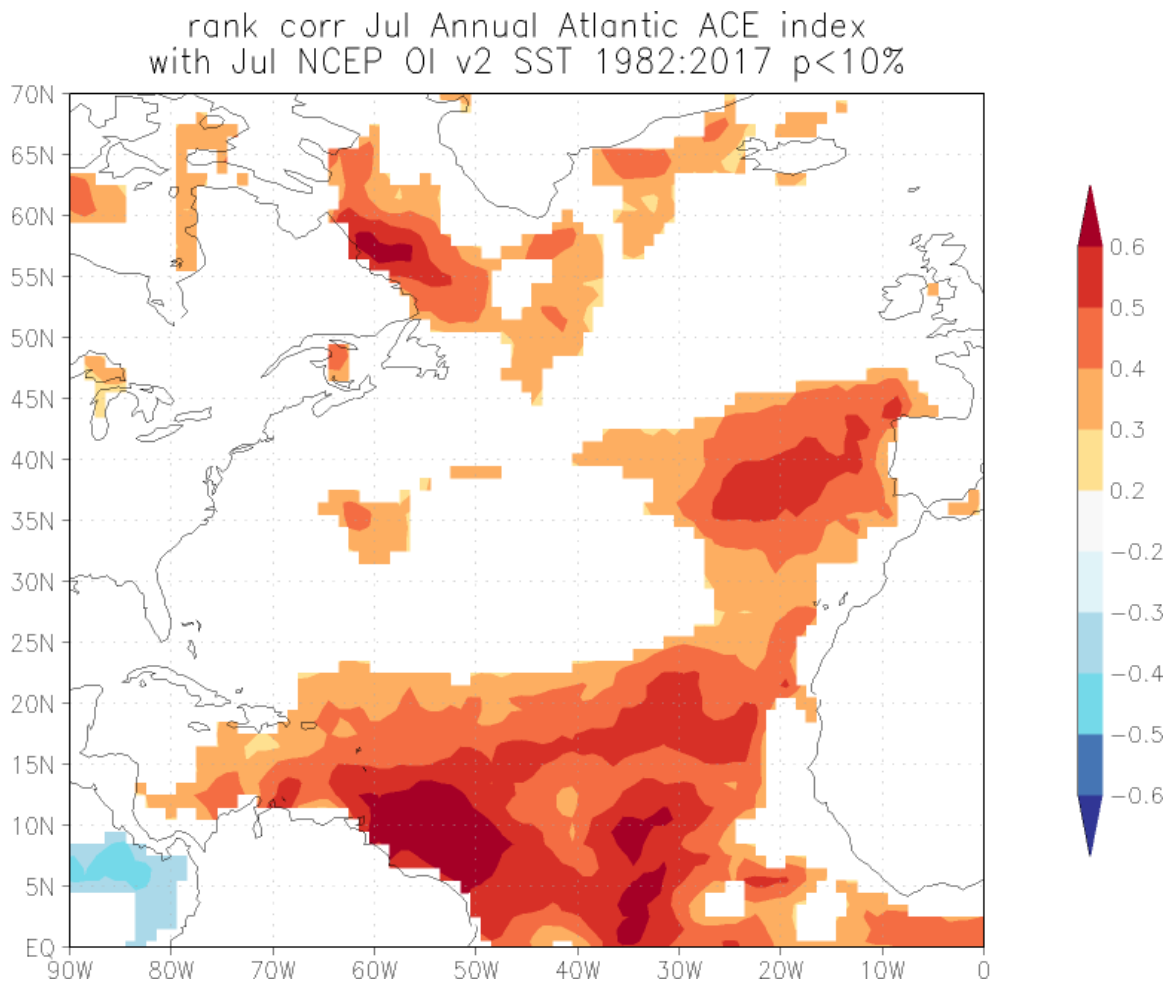 rank corr Jul Annual Atlantic ACE index
with Jul NCEP OI v2 SST 1982:2017 p<10%
70N
65N
60N
55N
50N
45N
40N
35N
30N
25N
20N
15N
10N
5N
EQ
90W 80W 70W 60W 50W 40W 30W 20W 10W 0
0.6
0.5
0.4
0.3
0.2
−0.2
−0.3
−0.4
−0.5
−0.6